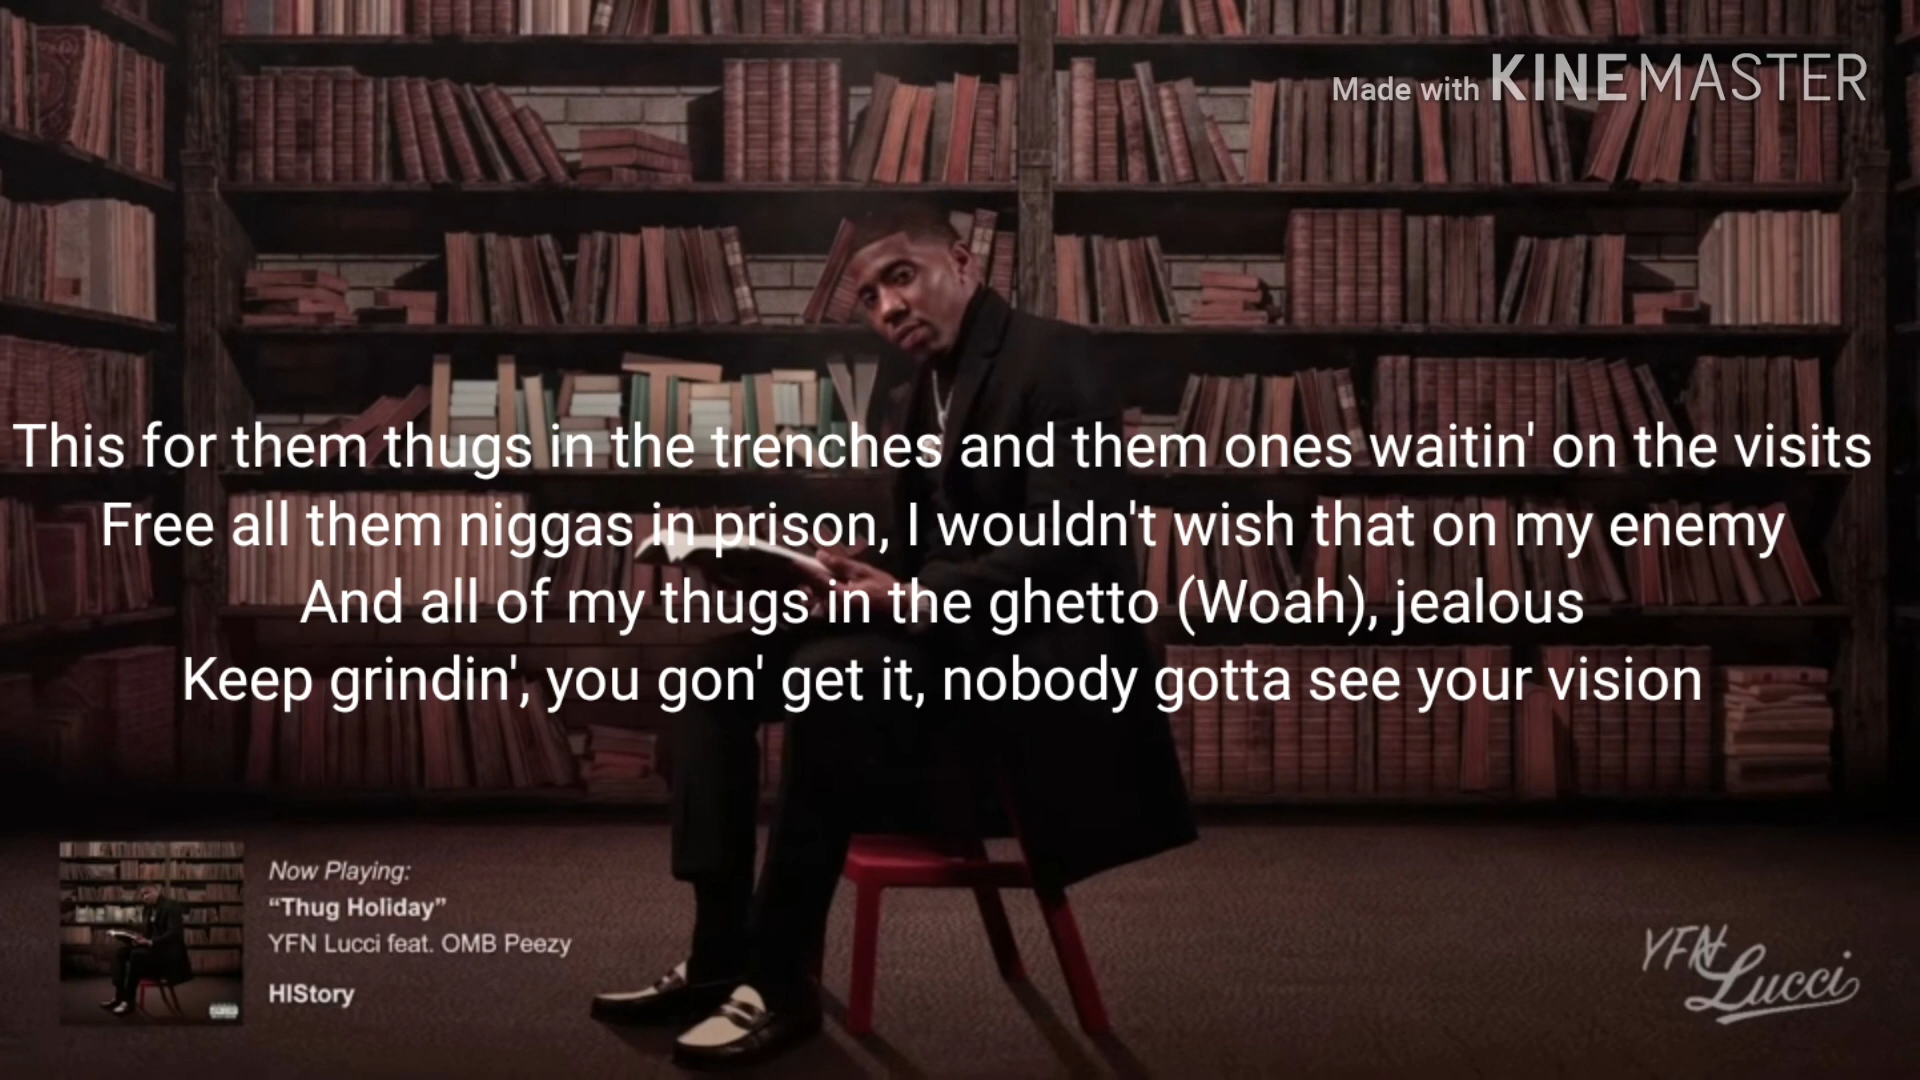 Made with KINEMASTER
HISTORY
This for them thugs in the trenches and them ones waitin' on the visits
Free all them niggas in prison, I wouldn't wish that on my enemy
And all of my thugs in the ghetto (Woah), jealous
Keep grindin', you gon' get it, nobody gotta see your vision
Now Playing:
“Thug Holiday”
YFN Lucci feat. OMB Peezy
HIStory
YFN Lucci